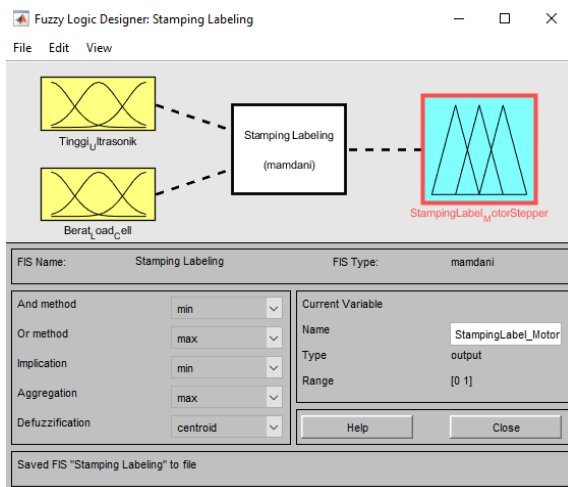 Fuzzy Logic Designer: Stamping Labeling
File Edit View
Tinggi_Ultrasonik
Berat_Load_Cell
Stamping Labeling
(mamdani)
StampingLabel_MotorStepper
FIS Name: Stamping Labeling FIS Type: mamdani
And method min
Or method max
Implication min
Aggregation max
Defuzzification centroid
Current Variable
Name StampingLabel_Motor
Type output
Range [0 1]
Help Close
Saved FIS "Stamping Labeling" to file